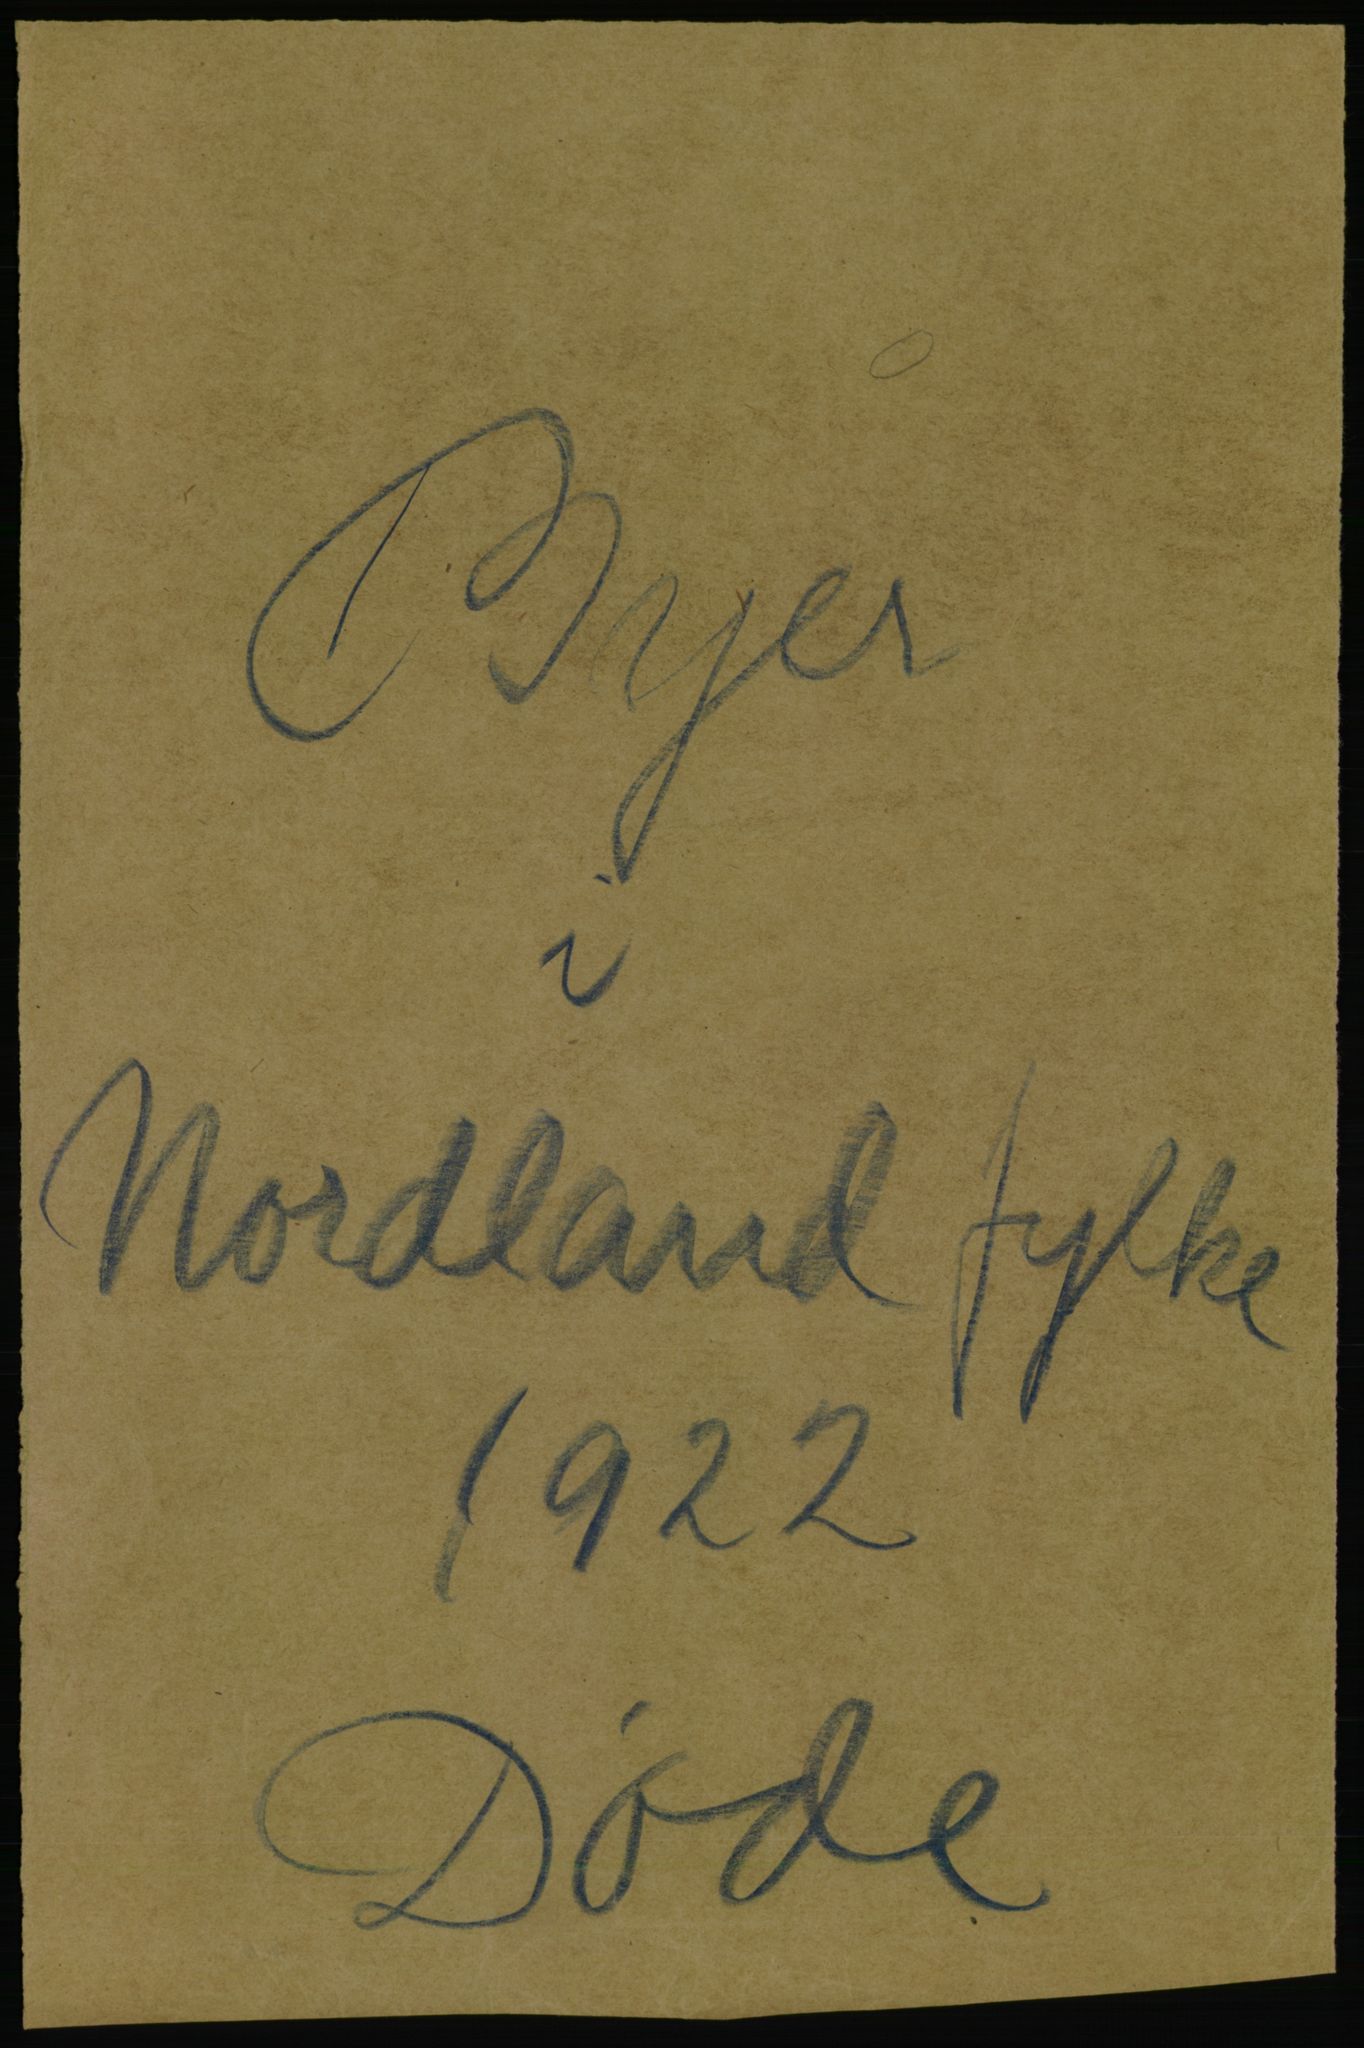 Byer
i
Nordland fylke
1922
Døde